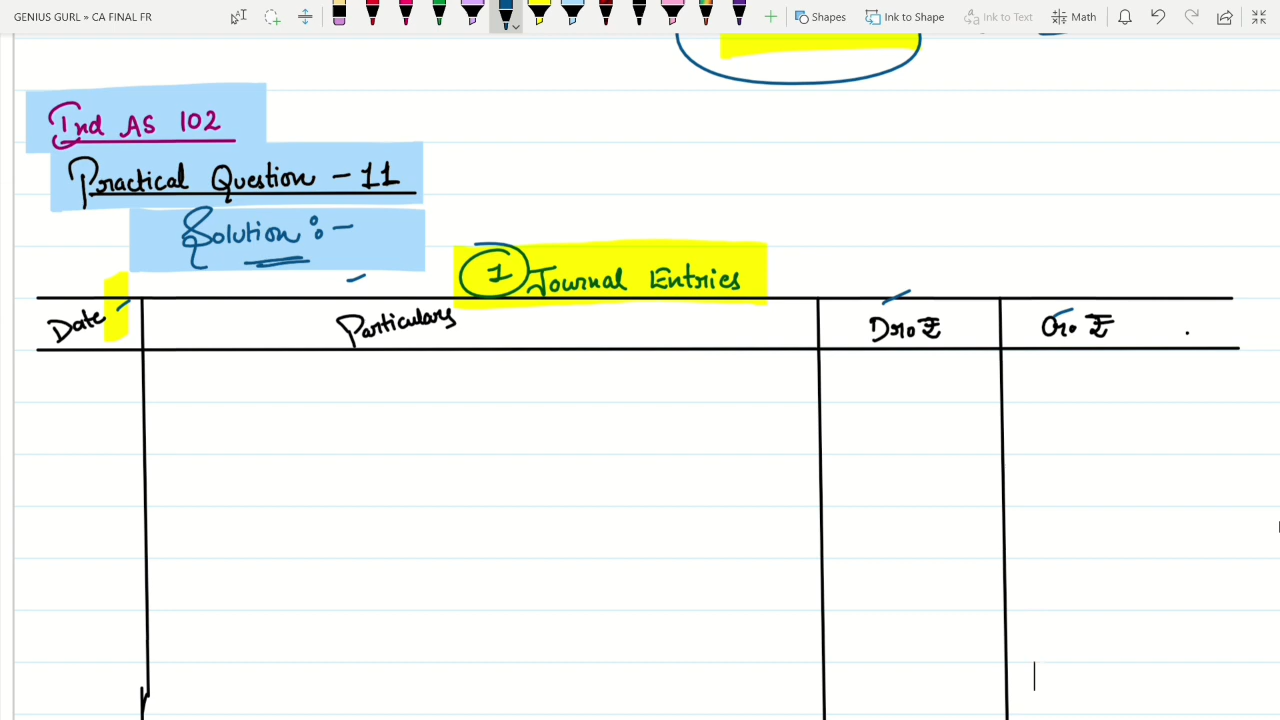 GENIUS GURL » CA FINAL FR
Shapes
Ink to Shape
Ink to Text
Math
Ind AS 102
Practical Question - 11
Solution :-
1 Journal Entries
Date Particulars Dr. ₹ Cr. ₹